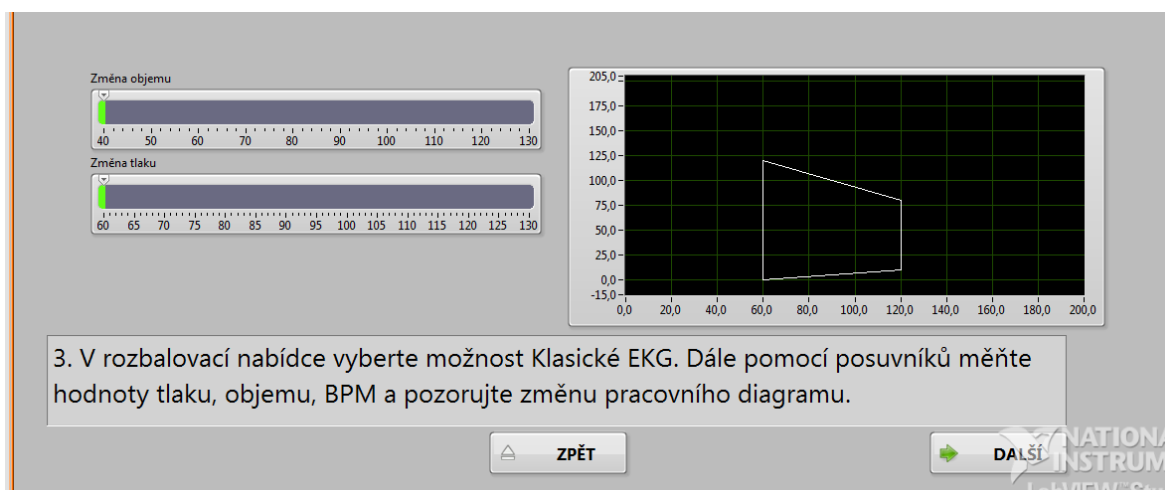 Změna objemu
40 50 60 70 80 90 100 110 120 130
Změna tlaku
60 65 70 75 80 85 90 95 100 105 110 115 120 125 130
205,0
175,0
150,0
125,0
100,0
75,0
50,0
25,0
0,0
-15,0
0,0 20,0 40,0 60,0 80,0 100,0 120,0 140,0 160,0 180,0 200,0
3. V rozbalovací nabídce vyberte možnost Klasické EKG. Dále pomocí posuvníků měňte
hodnoty tlaku, objemu, BPM a pozorujte změnu pracovního diagramu.
ZPĚT
DALŠÍ
NATIONA
INSTRUM